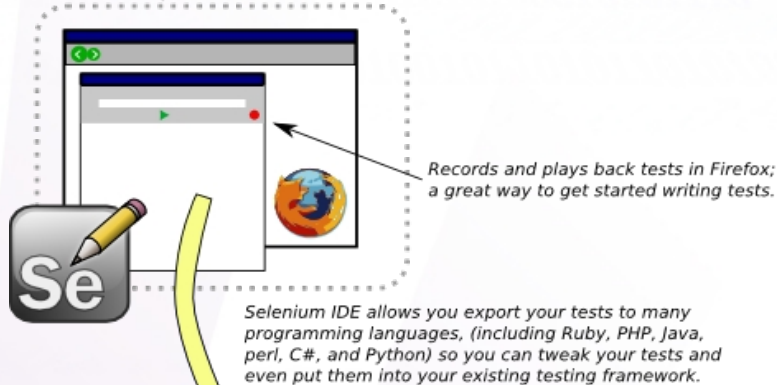 Records and plays back tests in Firefox;
a great way to get started writing tests.
Se
Selenium IDE allows you export your tests to many
programming languages, (including Ruby, PHP, Java,
perl, C#, and Python) so you can tweak your tests and
even put them into your existing testing framework.